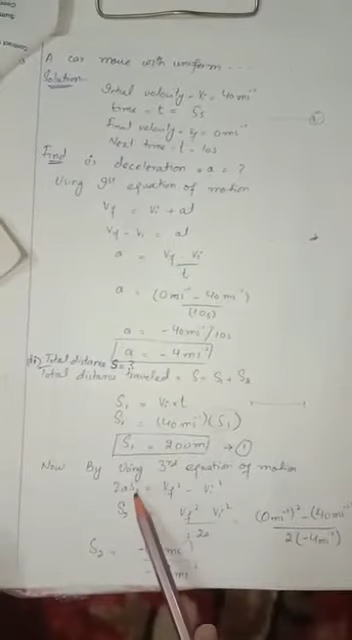 A car move with uniform ...
Solution
Initial velocity = Vi = 40ms⁻¹
time = t = 5s
Final velocity = Vf = 0ms⁻¹
Next time = t = 10s
Find (i) deceleration = a = ?
Using 1st equation of motion
Vf = Vi + at
Vf - Vi = at
a = Vf - Vi / t
a = (0ms⁻¹ - 40ms⁻¹) / (10s)
a = -40ms⁻¹/10s
a = -4ms⁻²
(ii) Total distance S = ?
Total distance traveled = S = S1 + S2
S1 = Vi × t
S1 = (40ms⁻¹)(5s)
S1 = 200m → ①
Now By Using 3rd equation of motion
2aS2 = Vf² - Vi²
S2 Vf² Vi² / 2a = (0ms⁻¹)² - (40ms⁻¹ / 2(-4ms⁻²)
S2 =